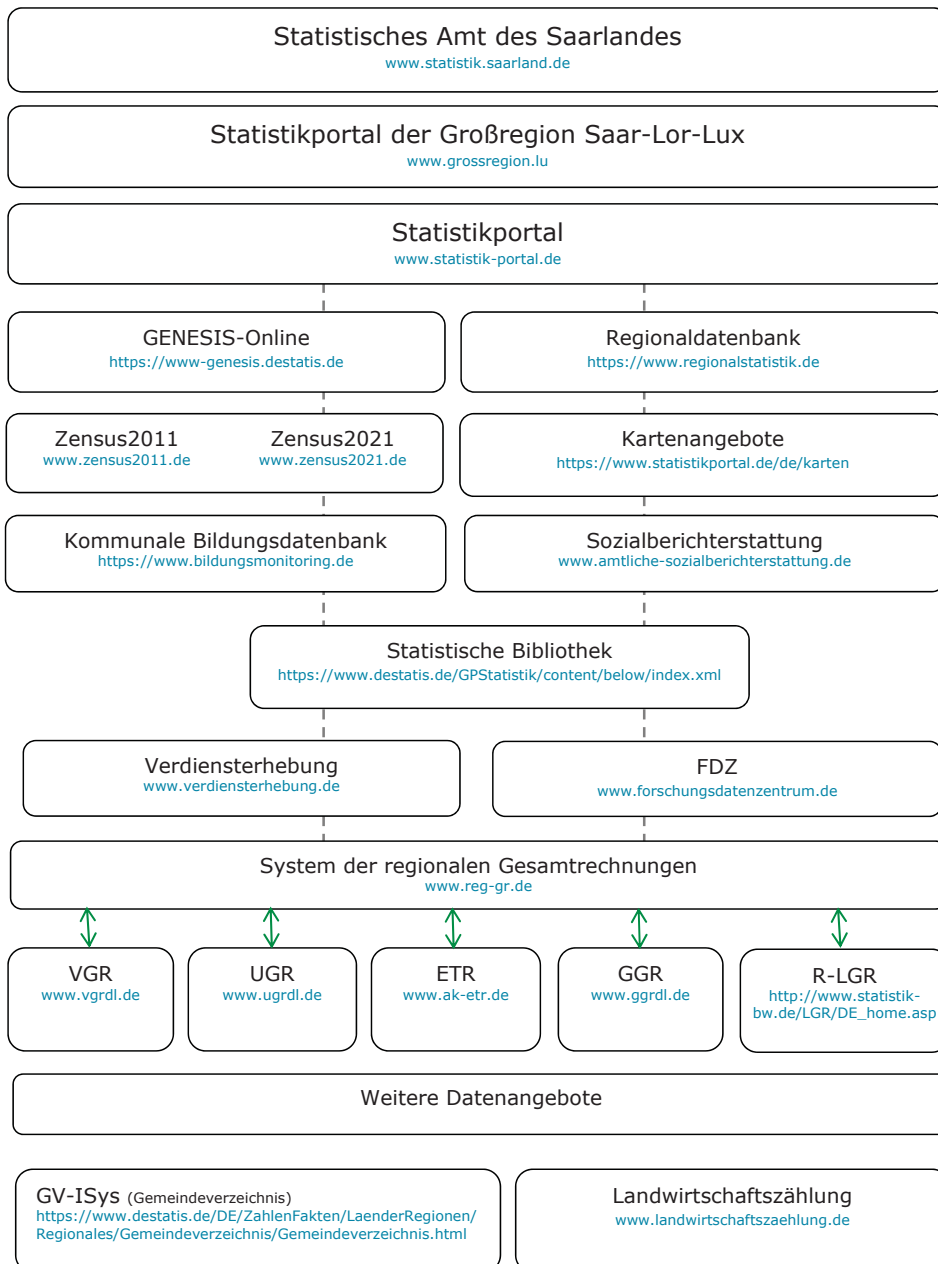 Statistisches Amt des Saarlandes
www.statistik.saarland.de
Statistikportal der Großregion Saar-Lor-Lux
www.grossregion.lu
Statistikportal
www.statistik-portal.de
GENESIS-Online
https://www-genesis.destatis.de
Regionaldatenbank
https://www.regionalstatistik.de
Zensus2011
www.zensus2011.de
Zensus2021
www.zensus2021.de
Kartenangebote
https://www.statistikportal.de/de/karten
Kommunale Bildungsdatenbank
https://www.bildungsmonitoring.de
Sozialberichterstattung
www.amtliche-sozialberichterstattung.de
Statistische Bibliothek
https://www.destatis.de/GPStatistik/content/below/index.xml
Verdiensterhebung
www.verdiensterhebung.de
FDZ
www.forschungsdatenzentrum.de
System der regionalen Gesamtrechnungen
www.reg-gr.de
VGR
www.vgrdl.de
UGR
www.ugrdl.de
ETR
www.ak-etr.de
GGR
www.ggrdl.de
R-LGR
http://www.statistik-
bw.de/LGR/DE_home.asp
Weitere Datenangebote
GV-ISys (Gemeindeverzeichnis)
https://www.destatis.de/DE/ZahlenFakten/LaenderRegionen/
Regionales/Gemeindeverzeichnis/Gemeindeverzeichnis.html
Landwirtschaftszählung
www.landwirtschaftszaehlung.de